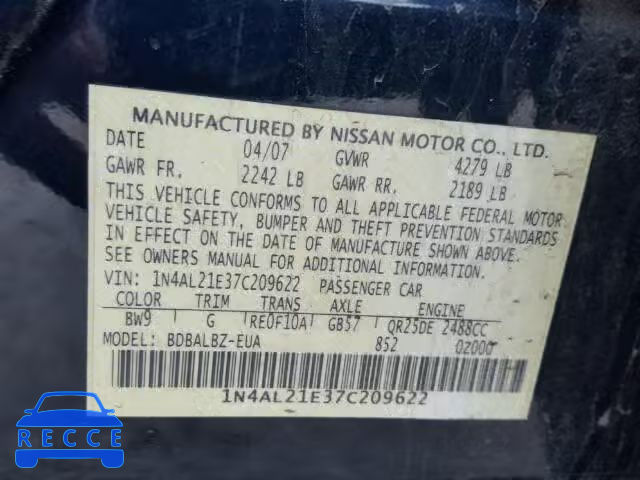 MANUFACTURED BY NISSAN MOTOR CO., LTD.
DATE 04/07 GVWR 4279 LB
GAWR FR. 2242 LB GAWR RR. 2189 LB
THIS VEHICLE CONFORMS TO ALL APPLICABLE FEDERAL MOTOR
VEHICLE SAFETY, BUMPER AND THEFT PREVENTION STANDARDS
IN EFFECT ON THE DATE OF MANUFACTURE SHOWN ABOVE.
SEE OWNERS MANUAL FOR ADDITIONAL INFORMATION.
VIN: 1N4AL21E37C209622 PASSENGER CAR
COLOR TRIM TRANS AXLE ENGINE
BW9 G RE0F10A GB57 QR25DE 2488CC
MODEL: BDBALBZ-EUA 852 02000
1N4AL21E37C209622
RECCE